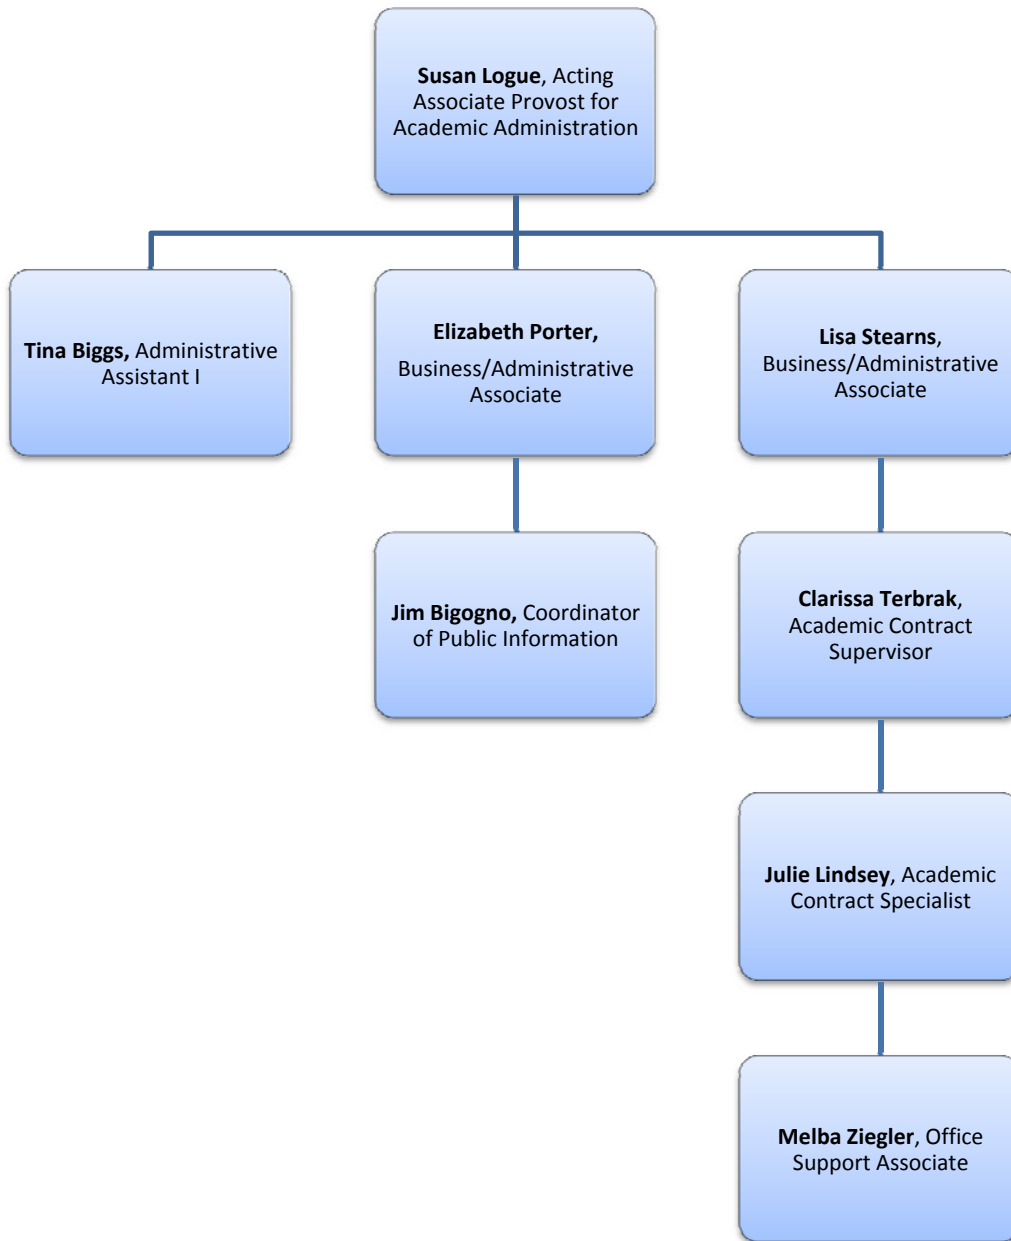 Susan Logue, Acting
Associate Provost for
Academic Administration
Tina Biggs, Administrative
Assistant I
Elizabeth Porter,
Business/Administrative
Associate
Lisa Stearns,
Business/Administrative
Associate
Jim Bigogno, Coordinator
of Public Information
Clarissa Terbrak,
Academic Contract
Supervisor
Julie Lindsey, Academic
Contract Specialist
Melba Ziegler, Office
Support Associate